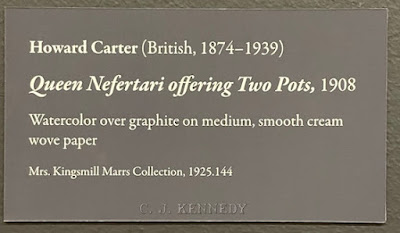 Howard Carter (British, 1874–1939)
Queen Nefertari offering Two Pots, 1908
Watercolor over graphite on medium, smooth cream
wove paper
Mrs. Kingsmill Marrs Collection, 1925.144
C. J. KENNEDY